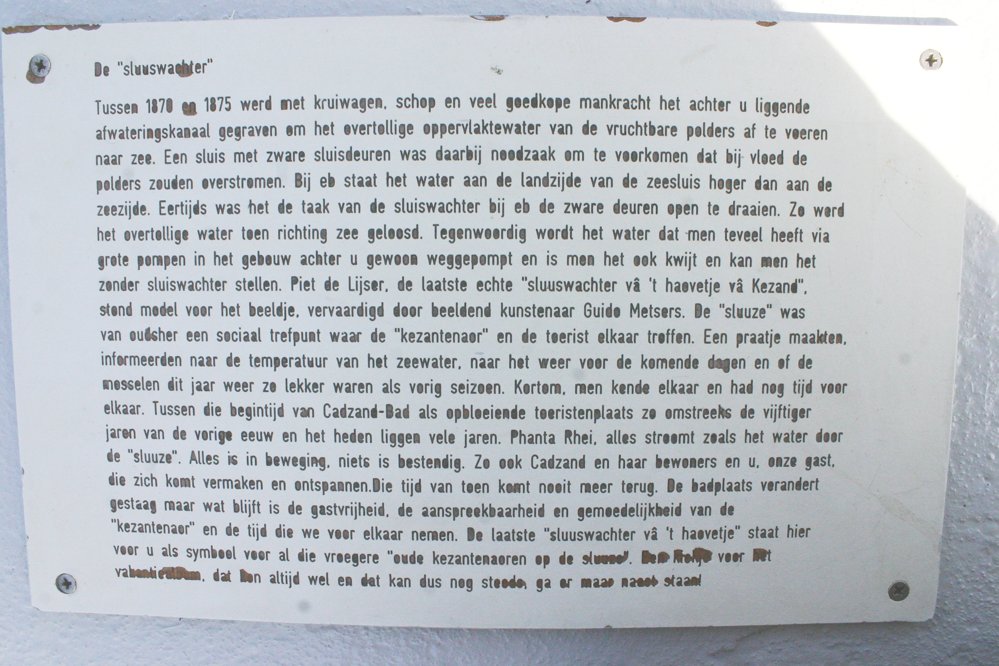 De "sluuswachter"
Tussen 1870 en 1875 werd met kruiwagen, schop en veel goedkope mankracht het achter u liggende
afwateringskanaal gegraven om het overtollige oppervlaktewater van de vruchtbare polders af te voeren
naar zee. Een sluis met zware sluisdeuren was daarbij noodzaak om te voorkomen dat bij vloed de
polders zouden overstromen. Bij eb staat het water aan de landzijde van de zeesluis hoger dan aan de
zeezijde. Eertijds was het de taak van de sluiswachter bij eb de zware deuren open te draaien. Zo werd
het overtollige water toen richting zee geloosd. Tegenwoordig wordt het water dat men teveel heeft via
grote pompen in het gebouw achter u gewoon weggepompt en is men het ook kwijt en kan men het
zonder sluiswachter stellen. Piet de Lijser, de laatste echte "sluuswachter vâ 't haovetje vâ Kezand",
stond model voor het beeldje, vervaardigd door beeldend kunstenaar Guido Metsers. De "sluuze" was
van oudsher een sociaal trefpunt waar de "kezantenaor" en de toerist elkaar troffen. Een praatje maakten,
informeerden naar de temperatuur van het zeewater, naar het weer voor de komende dagen en of de
mosselen dit jaar weer zo lekker waren als vorig seizoen. Kortom, men kende elkaar en had nog tijd voor
elkaar. Tussen die begintijd van Cadzand-Bad als opbloeiende toeristenplaats zo omstreeks de vijftiger
jaren van de vorige eeuw en het heden liggen vele jaren. Phanta Rhei, alles stroomt zoals het water door
de "sluuze". Alles is in beweging, niets is bestendig. Zo ook Cadzand en haar bewoners en u, onze gast,
die zich komt vermaken en ontspannen.Die tijd van toen komt nooit meer terug. De badplaats verandert
gestaag maar wat blijft is de gastvrijheid, de aanspreekbaarheid en gemoedelijkheid van de
"kezantenaor" en de tijd die we voor elkaar nemen. De laatste "sluuswachter vâ 't haovetje" staat hier
voor u als symbool voor al die vroegere "oude kezantenaoren op de sluuse". Een voor het
dat kon altijd wel en dat kan dus nog steeds, ga er maar naast staan!